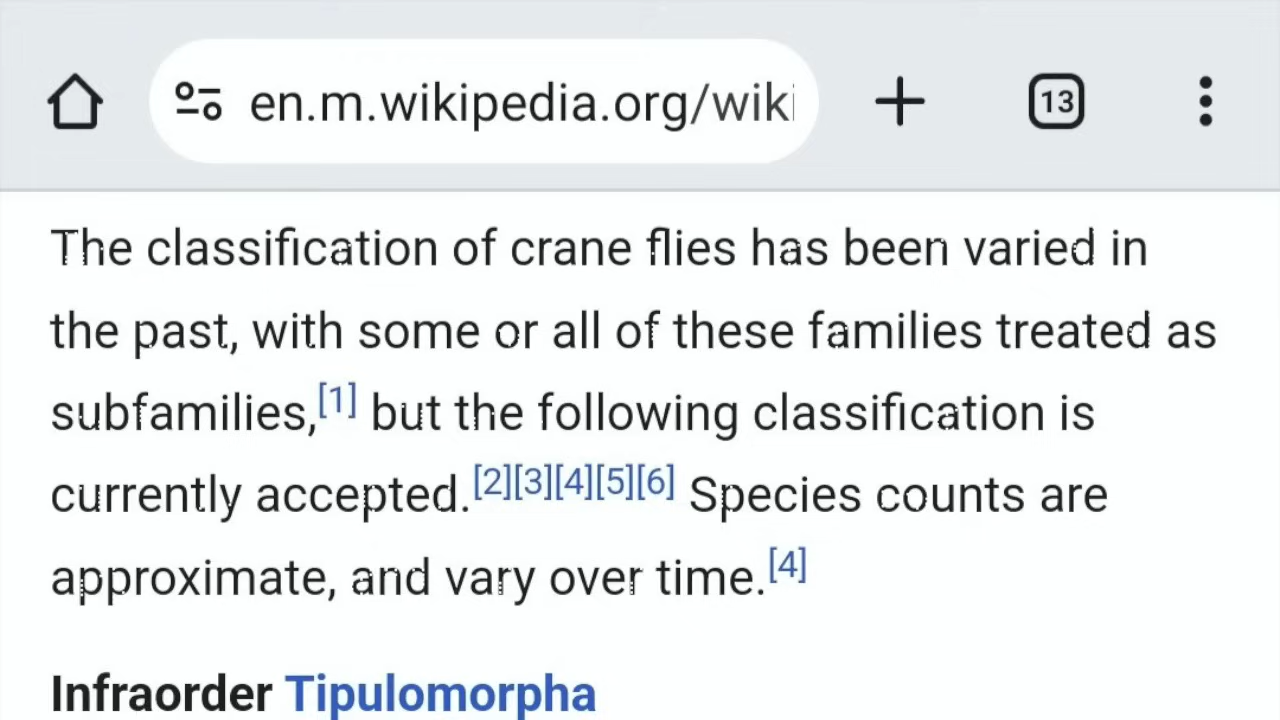 en.m.wikipedia.org/wiki
13
The classification of crane flies has been varied in
the past, with some or all of these families treated as
subfamilies,[1] but the following classification is
currently accepted.[2][3][4][5][6] Species counts are
approximate, and vary over time.[4]
Infraorder Tipulomorpha